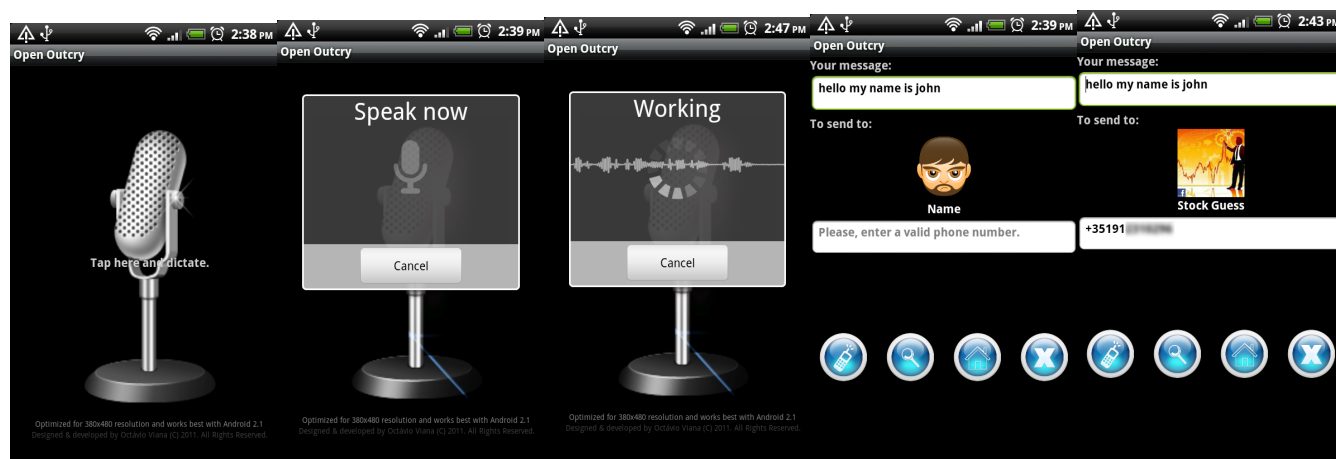 2:38 PM
Open Outcry
Tap here and dictate.
Optimized for 380x480 resolution and works best with Android 2.1
Designed & developed by Octávio Viana (C) 2011. All Rights Reserved.
2:39 PM
Open Outcry
Speak now
Cancel
Optimized for 380x480 resolution and works best with Android 2.1
Designed & developed by Octávio Viana (C) 2011. All Rights Reserved.
2:47 PM
Open Outcry
Working
Cancel
Optimized for 380x480 resolution and works best with Android 2.1
Designed & developed by Octávio Viana (C) 2011. All Rights Reserved.
2:39 PM
Open Outcry
Your message:
hello my name is john
To send to:
Name
Please, enter a valid phone number.
X
2:43 PM
Open Outcry
Your message:
hello my name is john
To send to:
f
Stock Guess
+35191
X